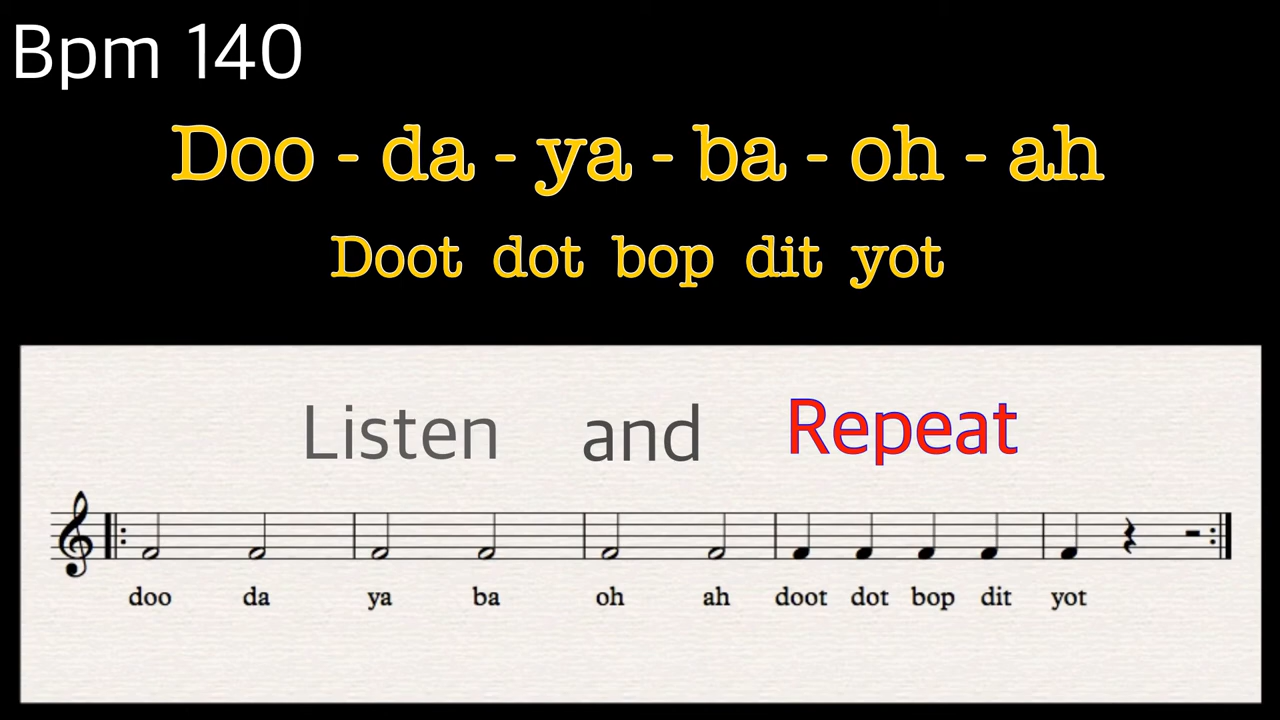 Bpm 140
Doo - da - ya - ba - oh - ah
Doot dot bop dit yot
Listen and Repeat
doo da ya ba oh ah doot dot bop dit yot